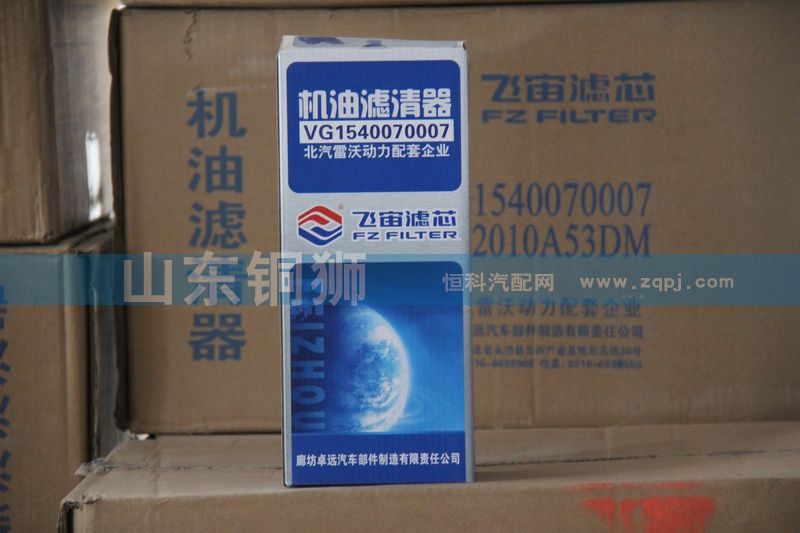 机油滤清器
VG1540070007
北汽雷沃动力配套企业
飞宙滤芯
FZ FILTER
FEIZHOU
廊坊卓远汽车部件制造有限责任公司
机油滤清器
飞宙滤芯
FZ FILTER
1540070007
2010A53DM
雷沃动力配套企业
远汽车部件制造有限责任公司
山东铜狮
恒科汽配网
www.zqpj.com